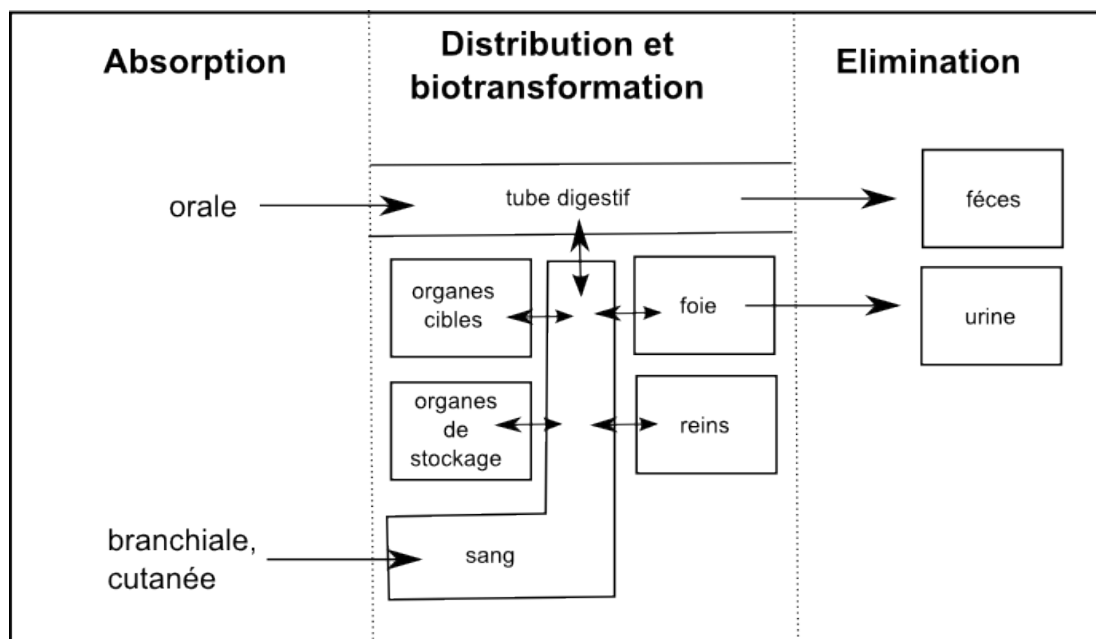 Absorption
Distribution et
biotransformation
Elimination
orale
tube digestif
féces
organes
cibles
foie
urine
organes
de
stockage
reins
branchiale,
cutanée
sang